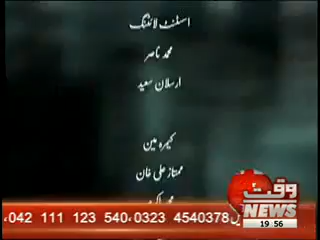 اسسٹنٹ لائٹنگ
محمد ناصر
ارسلان سعید
کیمرہ مین
ممتاز علی خان
وقت
NEWS
042 111 123 540,0323 4540378
19:56